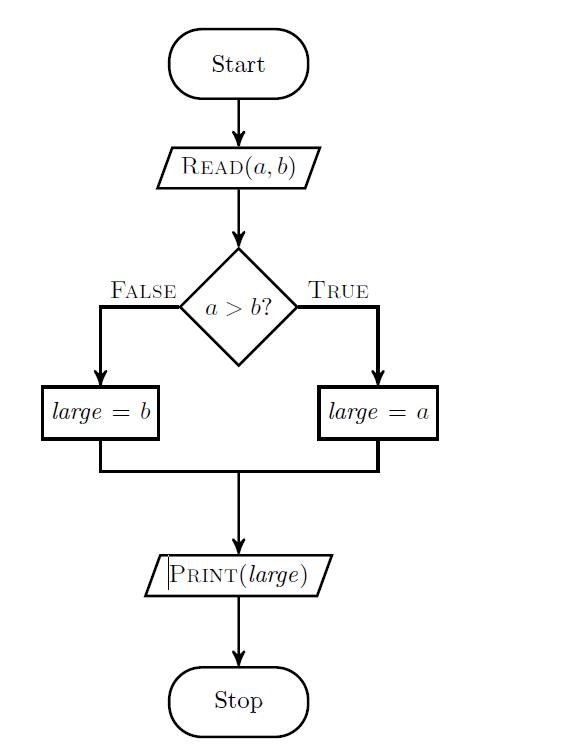 Start
READ(a, b)
FALSE
TRUE
a > b?
large = b
large = a
PRINT(large)
Stop